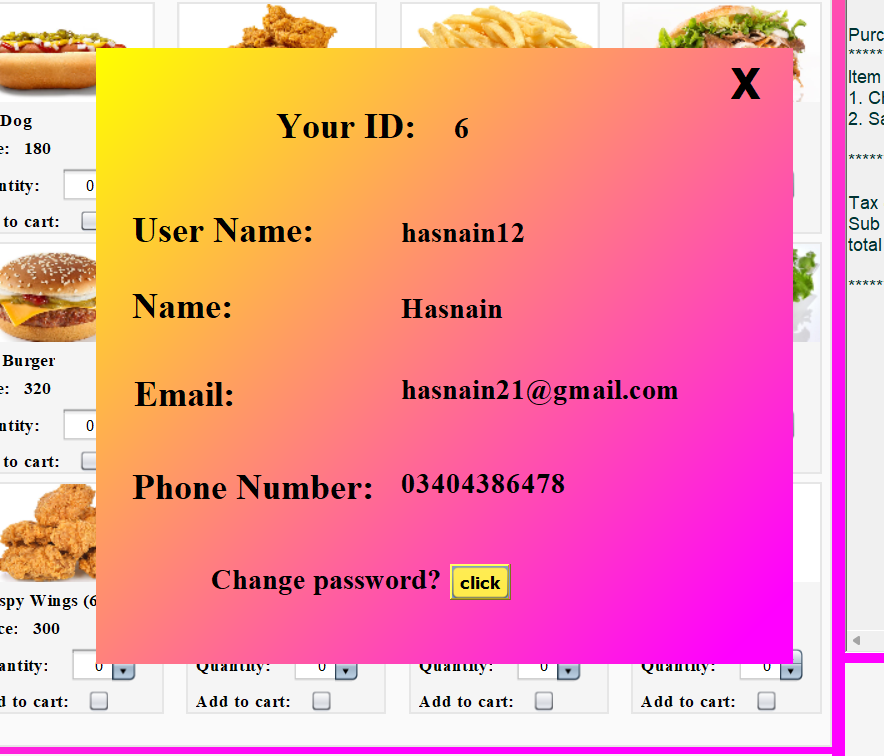 Purc
*****
Item
1. Ch
2. Sa
*****
Tax
Sub
total
*****
X
Your ID: 6
User Name: hasnain12
Name: Hasnain
Email: hasnain21@gmail.com
Phone Number: 03404386478
Change password? click
Dog
e: 180
ntity: 0
to cart:
Burger
e: 320
ntity: 0
to cart:
spy Wings (6
ce: 300
antity: 0 Quantity: 0 Quantity: 0 Quantity: 0
d to cart: Add to cart: Add to cart: Add to cart: